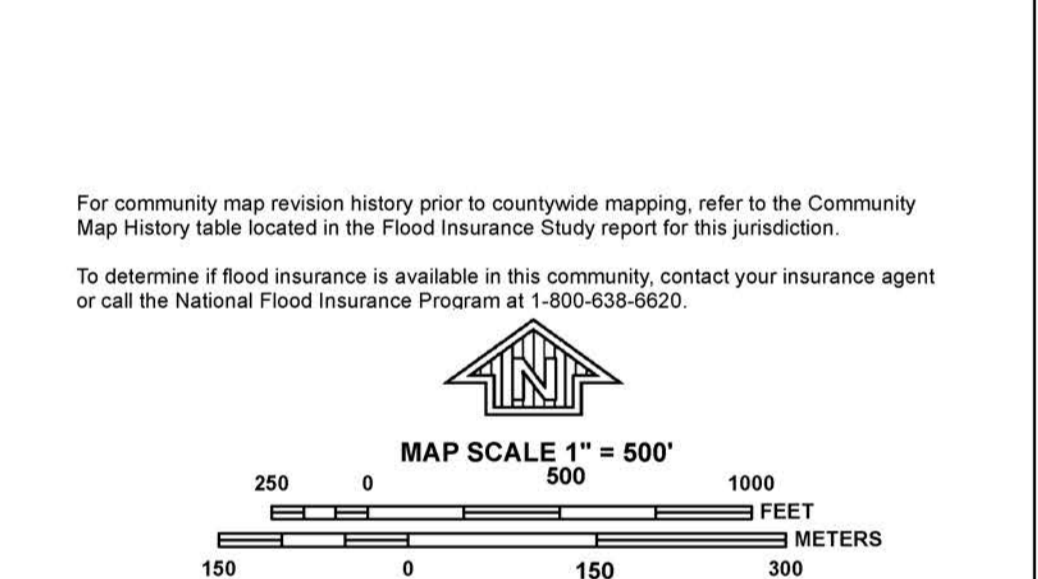 For community map revision history prior to countywide mapping, refer to the Community
Map History table located in the Flood Insurance Study report for this jurisdiction.
To determine if flood insurance is available in this community, contact your insurance agent
or call the National Flood Insurance Program at 1-800-638-6620.
N
MAP SCALE 1" = 500'
250 0 500 1000
FEET
METERS
150 0 150 300